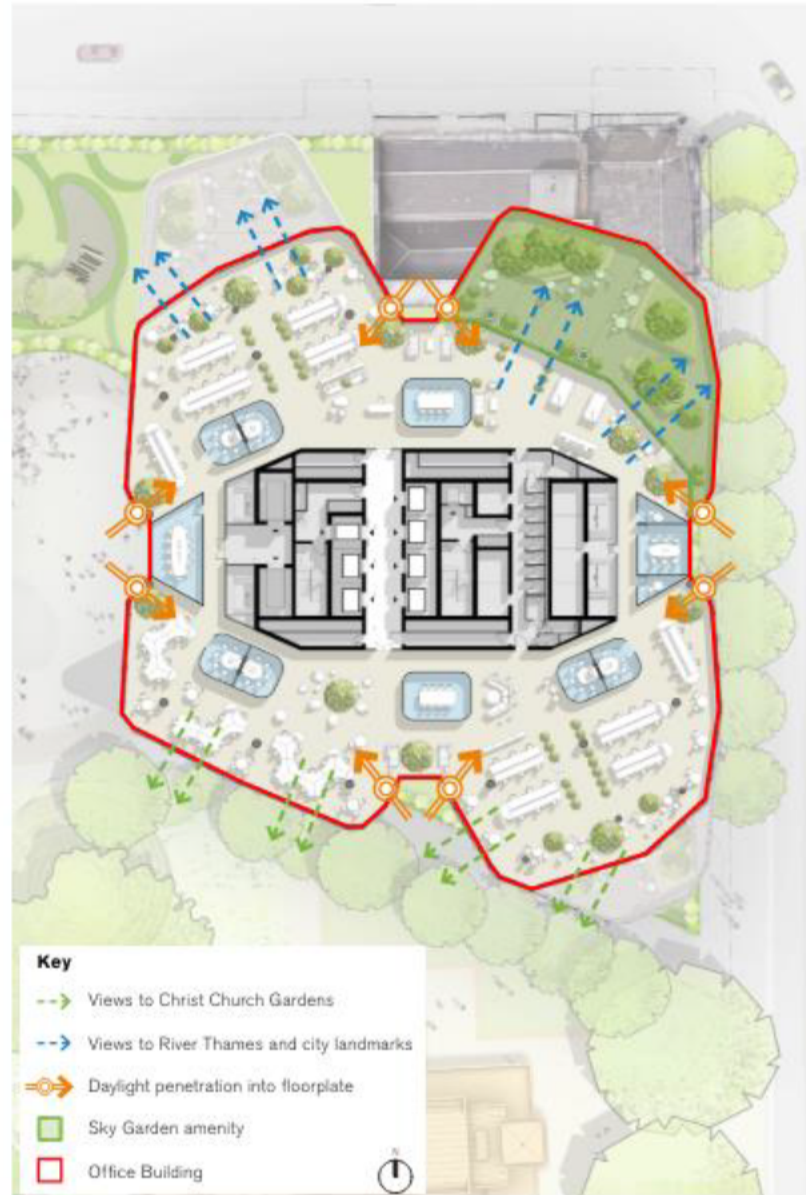 Key
Views to Christ Church Gardens
Views to River Thames and city landmarks
Daylight penetration into floorplate
Sky Garden amenity
Office Building
N